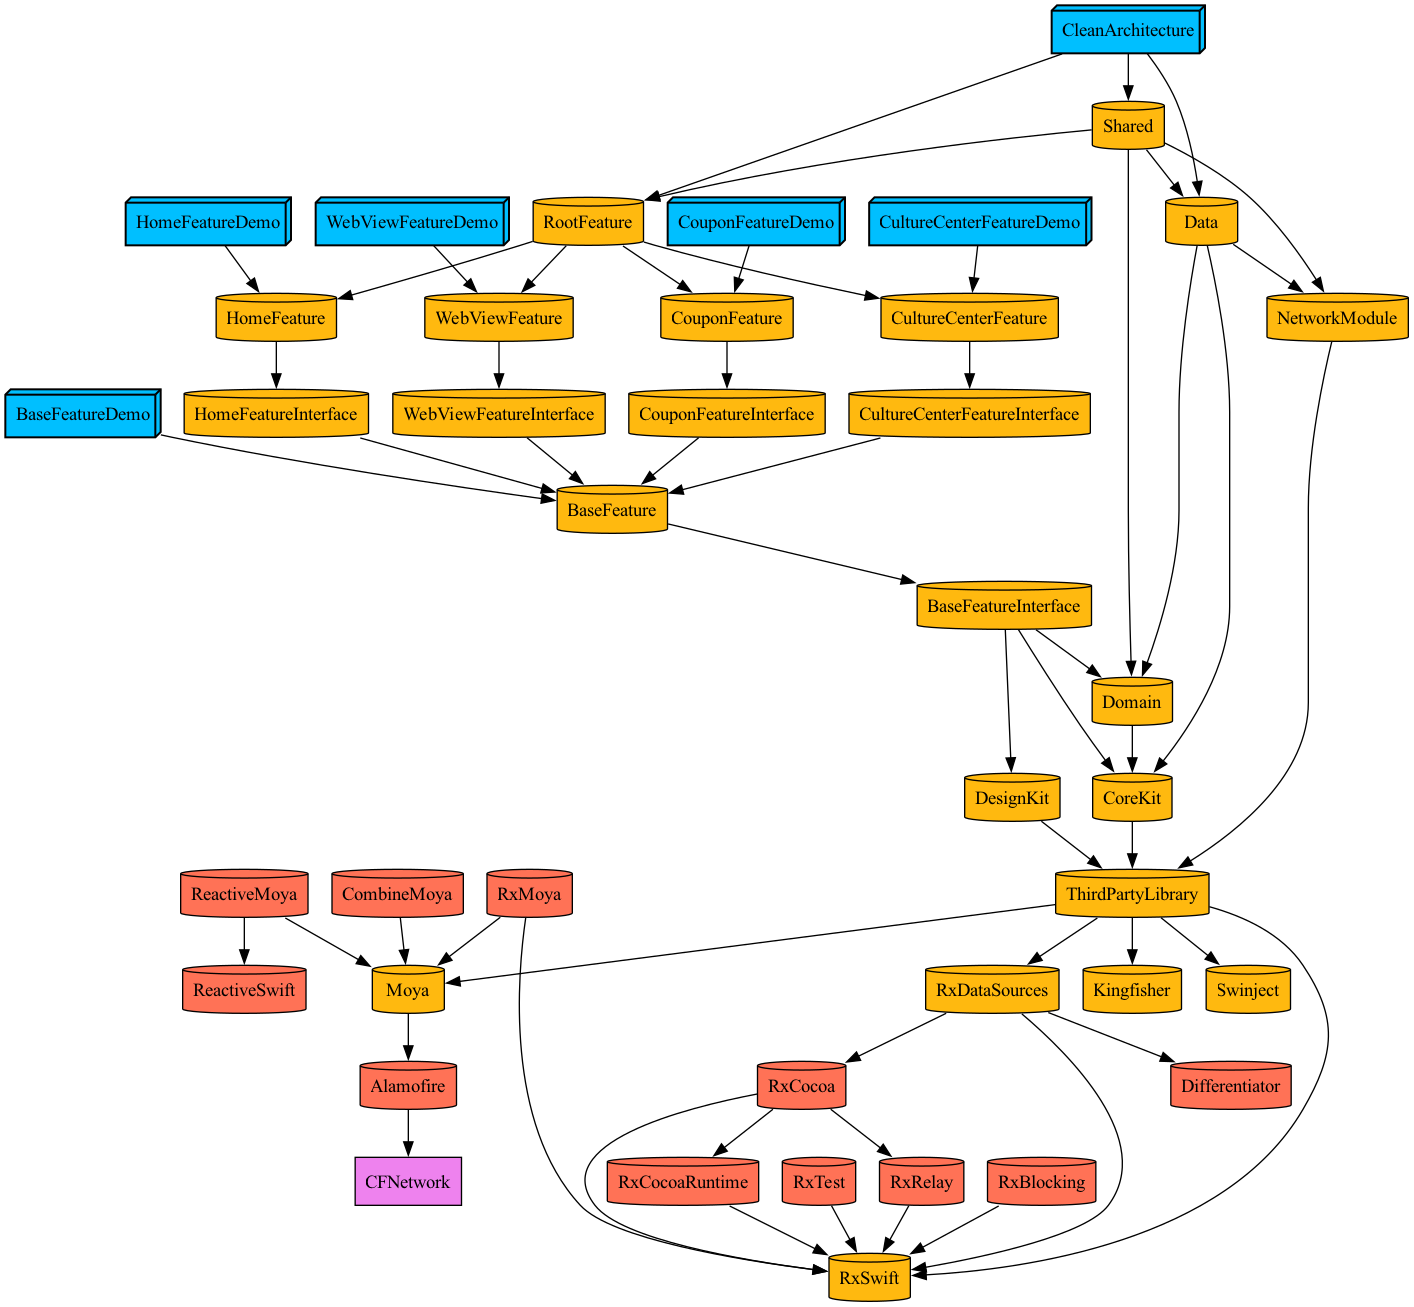 CleanArchitecture
Shared
HomeFeatureDemo
WebViewFeatureDemo
RootFeature
CouponFeatureDemo
CultureCenterFeatureDemo
Data
HomeFeature
WebViewFeature
CouponFeature
CultureCenterFeature
NetworkModule
BaseFeatureDemo
HomeFeatureInterface
WebViewFeatureInterface
CouponFeatureInterface
CultureCenterFeatureInterface
BaseFeature
BaseFeatureInterface
Domain
DesignKit
CoreKit
ReactiveMoya
CombineMoya
RxMoya
ThirdPartyLibrary
ReactiveSwift
Moya
RxDataSources
Kingfisher
Swinject
Alamofire
RxCocoa
Differentiator
CFNetwork
RxCocoaRuntime
RxTest
RxRelay
RxBlocking
RxSwift